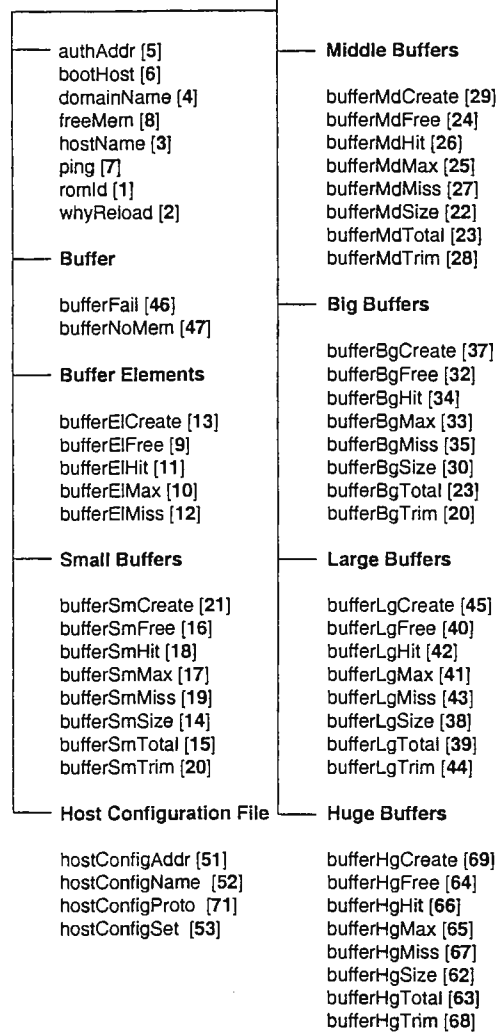 authAddr [5]
bootHost [6]
domainName [4]
freeMem [8]
hostName [3]
ping [7]
romId [1]
whyReload [2]
Buffer
bufferFail [46]
bufferNoMem [47]
Buffer Elements
bufferElCreate [13]
bufferElFree [9]
bufferElHit [11]
bufferElMax [10]
bufferElMiss [12]
Small Buffers
bufferSmCreate [21]
bufferSmFree [16]
bufferSmHit [18]
bufferSmMax [17]
bufferSmMiss [19]
bufferSmSize [14]
bufferSmTotal [15]
bufferSmTrim [20]
Host Configuration File
hostConfigAddr [51]
hostConfigName [52]
hostConfigProto [71]
hostConfigSet [53]
Middle Buffers
bufferMdCreate [29]
bufferMdFree [24]
bufferMdHit [26]
bufferMdMax [25]
bufferMdMiss [27]
bufferMdSize [22]
bufferMdTotal [23]
bufferMdTrim [28]
Big Buffers
bufferBgCreate [37]
bufferBgFree [32]
bufferBgHit [34]
bufferBgMax [33]
bufferBgMiss [35]
bufferBgSize [30]
bufferBgTotal [23]
bufferBgTrim [20]
Large Buffers
bufferLgCreate [45]
bufferLgFree [40]
bufferLgHit [42]
bufferLgMax [41]
bufferLgMiss [43]
bufferLgSize [38]
bufferLgTotal [39]
bufferLgTrim [44]
Huge Buffers
bufferHgCreate [69]
bufferHgFree [64]
bufferHgHit [66]
bufferHgMax [65]
bufferHgMiss [67]
bufferHgSize [62]
bufferHgTotal [63]
bufferHgTrim [68]